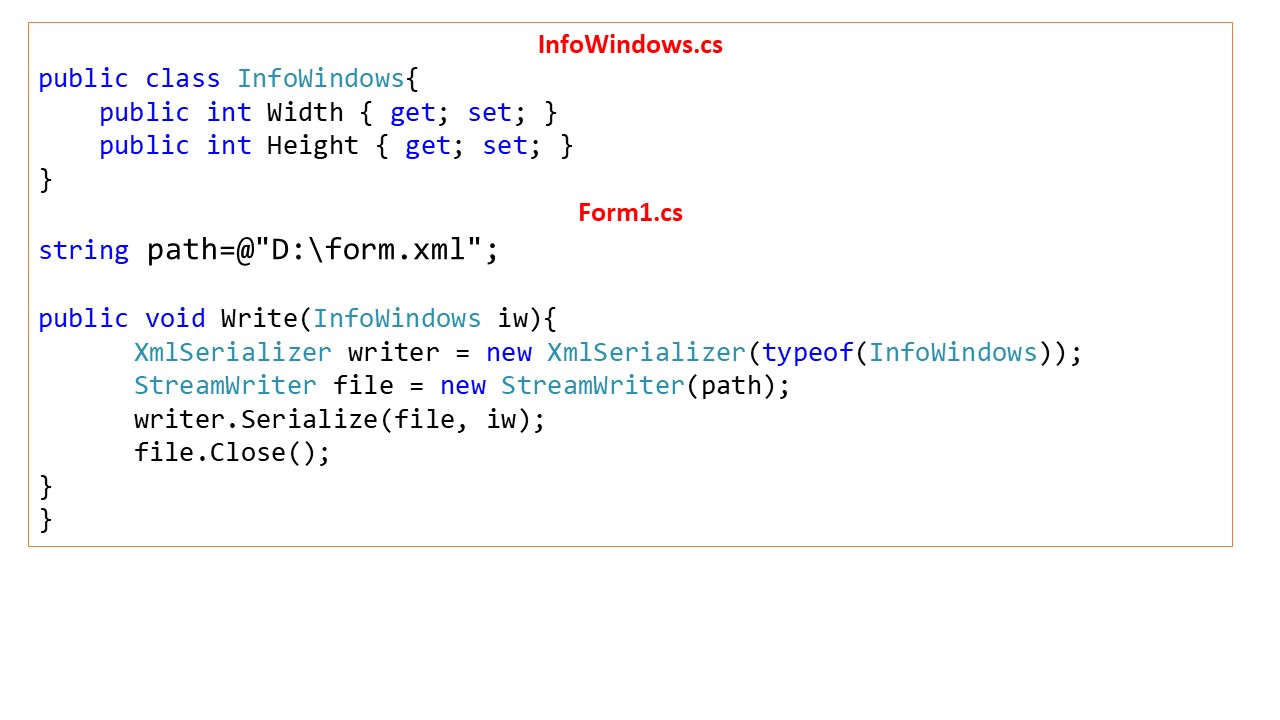 InfoWindows.cs
public class InfoWindows{
    public int Width { get; set; }
    public int Height { get; set; }
}
Form1.cs
string path=@"D:\form.xml";
public void Write(InfoWindows iw){
XmlSerializer writer = new XmlSerializer(typeof(InfoWindows));
StreamWriter file = new StreamWriter(path);
writer.Serialize(file, iw);
file.Close();
}
}